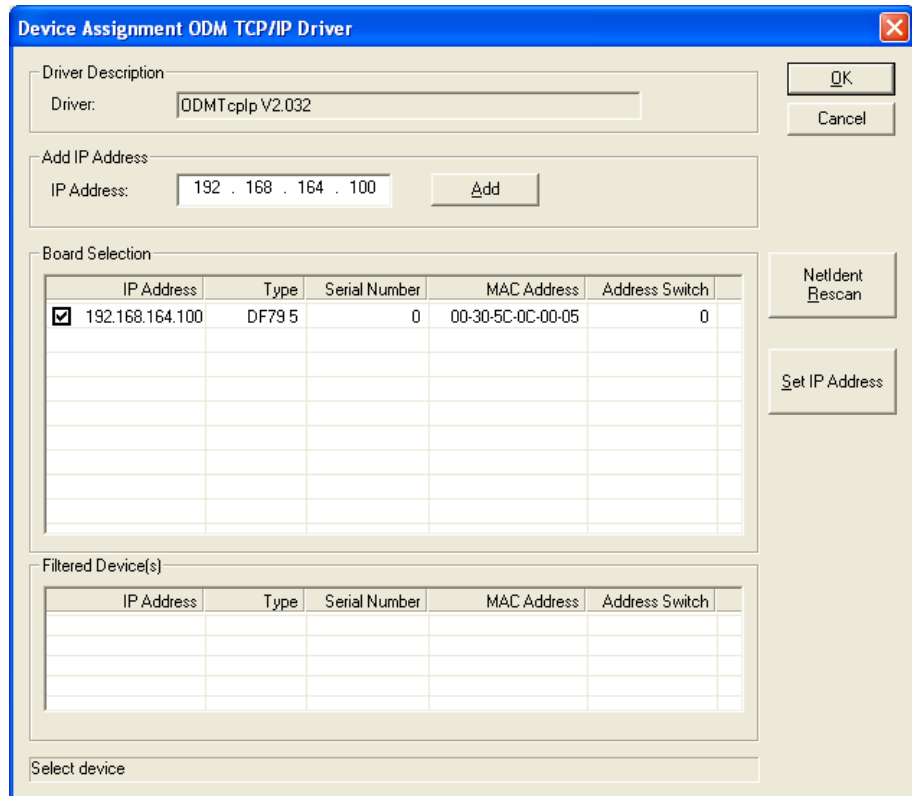 Device Assignment ODM TCP/IP Driver
Driver Description
Driver: ODMTcpIp V2.032
OK
Cancel
Add IP Address
IP Address: 192 . 168 . 164 . 100 Add
Board Selection
IP Address Type Serial Number MAC Address Address Switch
192.168.164.100 DF79 5 0 00-30-5C-0C-00-05 0
NetIdent
Rescan
Set IP Address
Filtered Device(s)
IP Address Type Serial Number MAC Address Address Switch
Select device